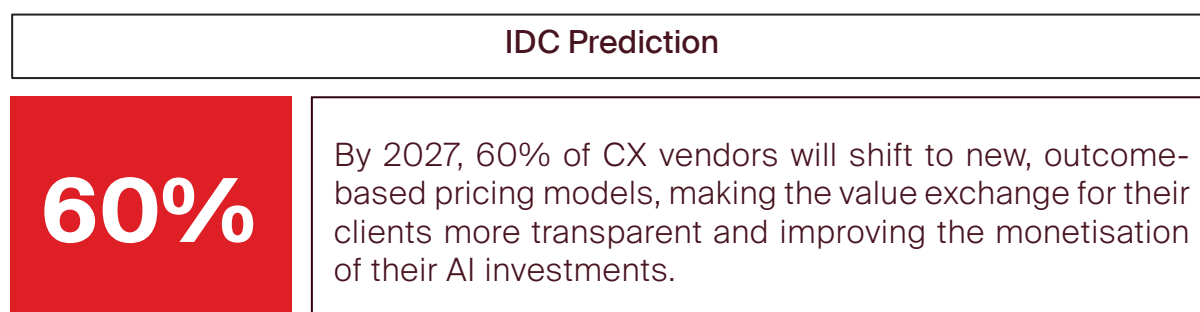 IDC Prediction
60%
By 2027, 60% of CX vendors will shift to new, outcome-
based pricing models, making the value exchange for their
clients more transparent and improving the monetisation
of their AI investments.